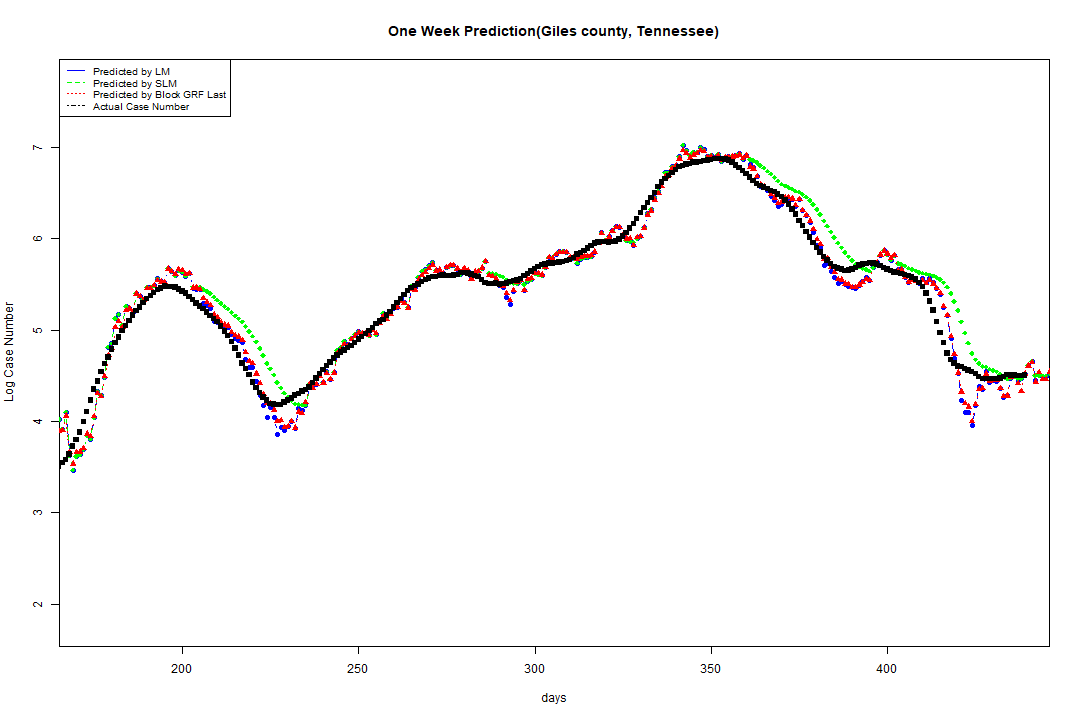 One Week Prediction(Giles county, Tennessee)
Predicted by LM
Predicted by SLM
Predicted by Block GRF Last
Actual Case Number
7
6
5
4
3
2
Log Case Number
200 250 300 350 400
days